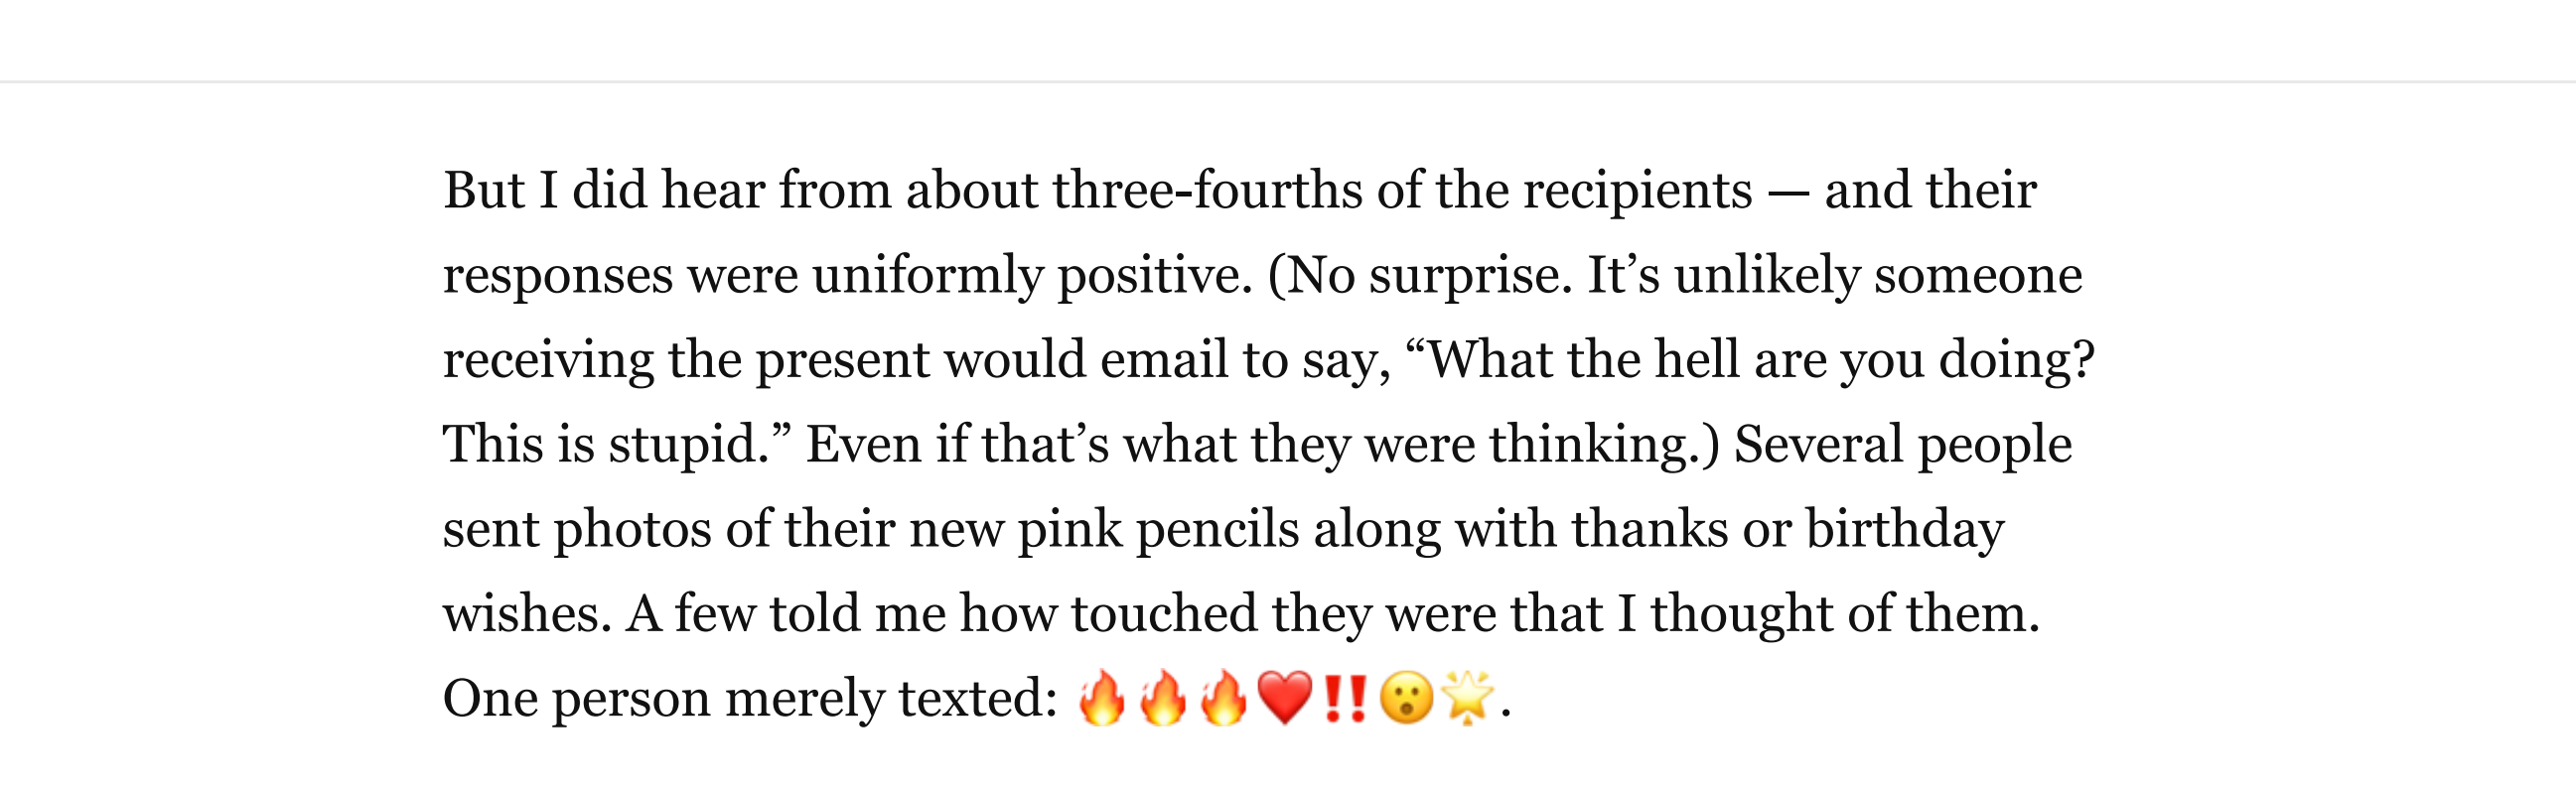 But I did hear from about three-fourths of the recipients — and their
responses were uniformly positive. (No surprise. It’s unlikely someone
receiving the present would email to say, “What the hell are you doing?
This is stupid.” Even if that’s what they were thinking.) Several people
sent photos of their new pink pencils along with thanks or birthday
wishes. A few told me how touched they were that I thought of them.
One person merely texted: 🔥🔥🔥❤️‼️😮🌟.